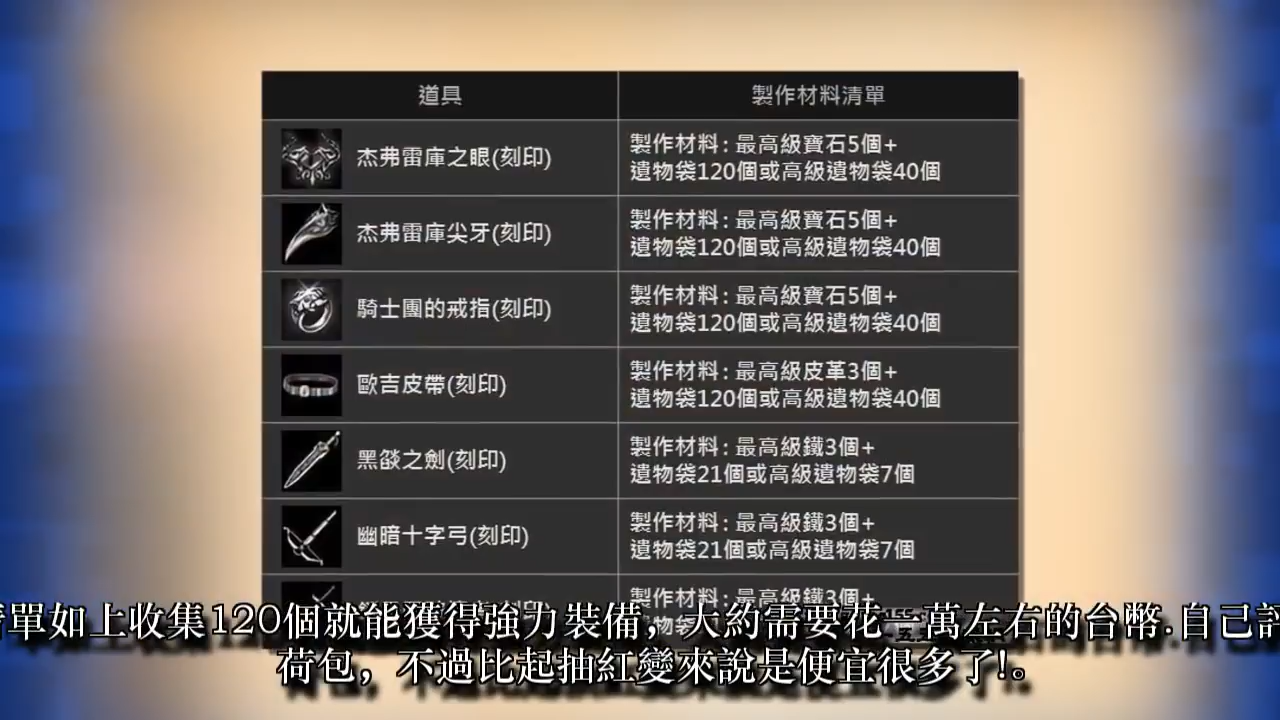 道具
製作材料清單
杰弗雷庫之眼(刻印)
製作材料:最高級寶石5個+
遺物袋120個或高級遺物袋40個
杰弗雷庫尖牙(刻印)
製作材料:最高級寶石5個+
遺物袋120個或高級遺物袋40個
騎士團的戒指(刻印)
製作材料:最高級寶石5個+
遺物袋120個或高級遺物袋40個
歐吉皮帶(刻印)
製作材料:最高級皮革3個+
遺物袋120個或高級遺物袋40個
黑燄之劍(刻印)
製作材料:最高級鐵3個+
遺物袋21個或高級遺物袋7個
幽暗十字弓(刻印)
製作材料:最高級鐵3個+
遺物袋21個或高級遺物袋7個
製作材料:最高級鐵3個+
單如上收集120個就能獲得強力裝備，大約需要花一萬左右的台幣.自己
荷包，不過比起抽紅變來說是便宜很多了!。